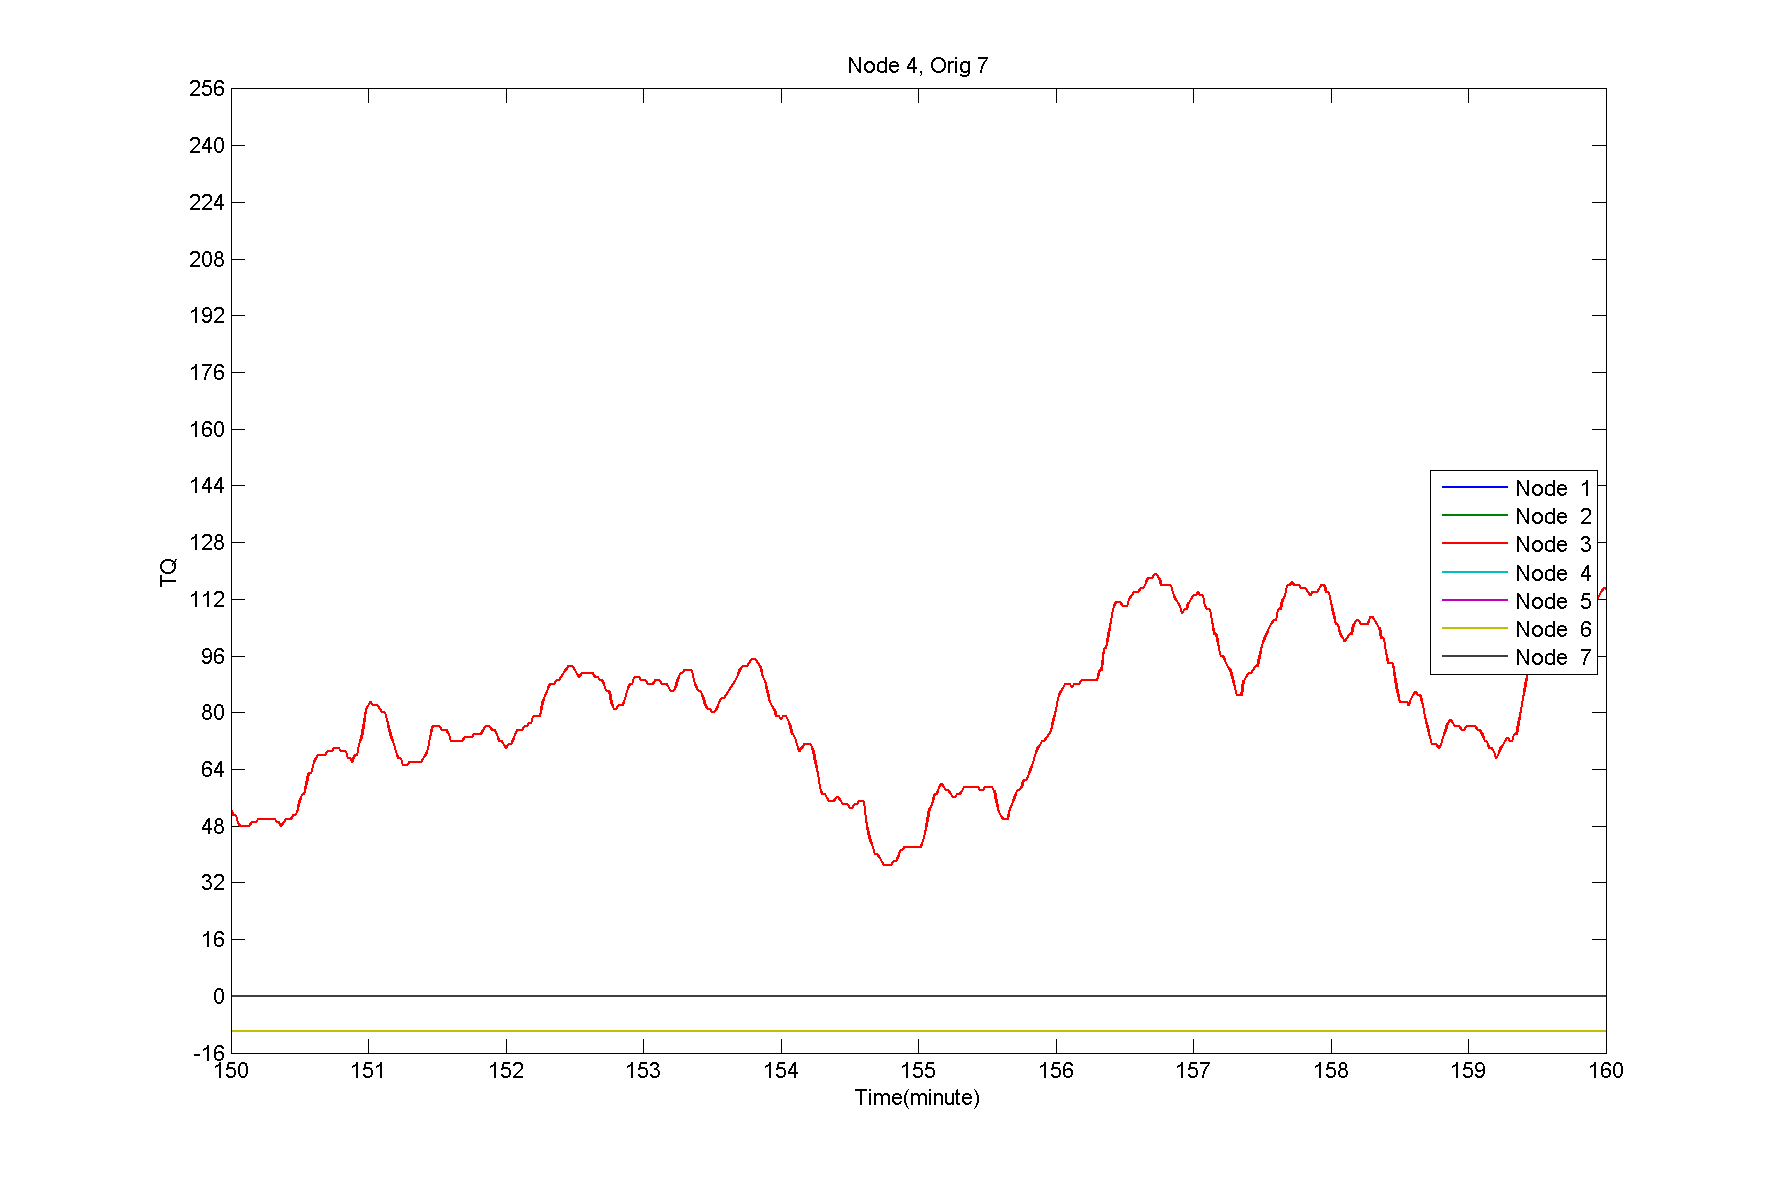 Node 4, Orig 7
256
240
224
208
192
176
160
144
128
112
96
80
64
48
32
16
0
-16
TQ
Node 1
Node 2
Node 3
Node 4
Node 5
Node 6
Node 7
150 151 152 153 154 155 156 157 158 159 160
Time(minute)